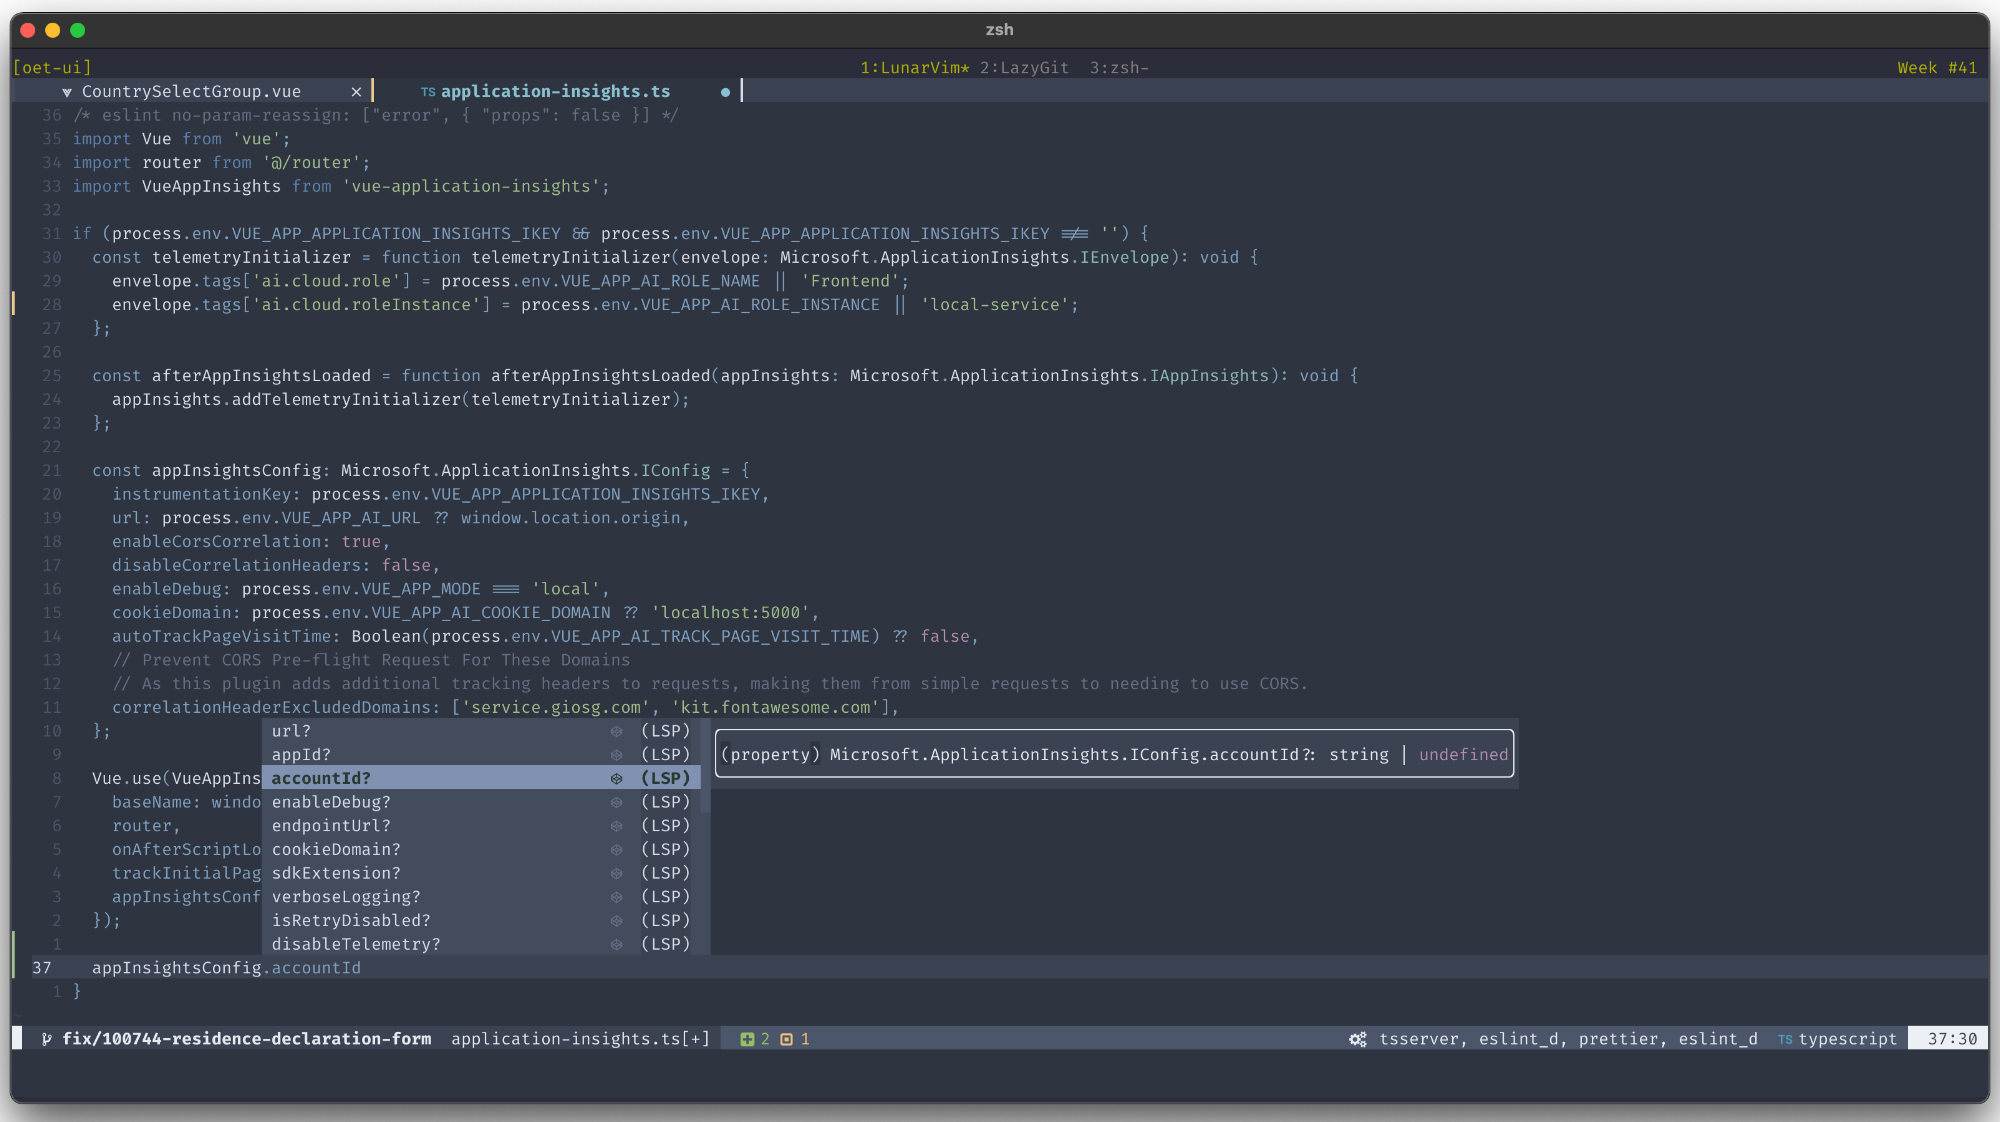 zsh
[oet-ui] 1:LunarVim* 2:LazyGit 3:zsh- Week #41
CountrySelectGroup.vue × TS application-insights.ts ●
36 /* eslint no-param-reassign: ["error", { "props": false }] */
35 import Vue from 'vue';
34 import router from '@/router';
33 import VueAppInsights from 'vue-application-insights';
32
31 if (process.env.VUE_APP_APPLICATION_INSIGHTS_IKEY && process.env.VUE_APP_APPLICATION_INSIGHTS_IKEY !== '') {
30 const telemetryInitializer = function telemetryInitializer(envelope: Microsoft.ApplicationInsights.IEnvelope): void {
29 envelope.tags['ai.cloud.role'] = process.env.VUE_APP_AI_ROLE_NAME || 'Frontend';
28 envelope.tags['ai.cloud.roleInstance'] = process.env.VUE_APP_AI_ROLE_INSTANCE || 'local-service';
27 };
26
25 const afterAppInsightsLoaded = function afterAppInsightsLoaded(appInsights: Microsoft.ApplicationInsights.IAppInsights): void {
24 appInsights.addTelemetryInitializer(telemetryInitializer);
23 };
22
21 const appInsightsConfig: Microsoft.ApplicationInsights.IConfig = {
20 instrumentationKey: process.env.VUE_APP_APPLICATION_INSIGHTS_IKEY,
19 url: process.env.VUE_APP_AI_URL ?? window.location.origin,
18 enableCorsCorrelation: true,
17 disableCorrelationHeaders: false,
16 enableDebug: process.env.VUE_APP_MODE === 'local',
15 cookieDomain: process.env.VUE_APP_AI_COOKIE_DOMAIN ?? 'localhost:5000',
14 autoTrackPageVisitTime: Boolean(process.env.VUE_APP_AI_TRACK_PAGE_VISIT_TIME) ?? false,
13 // Prevent CORS Pre-flight Request For These Domains
12 // As this plugin adds additional tracking headers to requests, making them from simple requests to needing to use CORS.
11 correlationHeaderExcludedDomains: ['service.giosg.com', 'kit.fontawesome.com'],
10 }; url? (LSP)
9 appId? (LSP) (property) Microsoft.ApplicationInsights.IConfig.accountId?: string | undefined
8 Vue.use(VueAppIns accountId? (LSP)
7 baseName: windo enableDebug? (LSP)
6 router, endpointUrl? (LSP)
5 onAfterScriptLo cookieDomain? (LSP)
4 trackInitialPag sdkExtension? (LSP)
3 appInsightsConf verboseLogging? (LSP)
2 }); isRetryDisabled? (LSP)
1 disableTelemetry? (LSP)
37 appInsightsConfig.accountId
1 }
~
fix/100744-residence-declaration-form application-insights.ts[+] 2 1 tsserver, eslint_d, prettier, eslint_d TS typescript 37:30